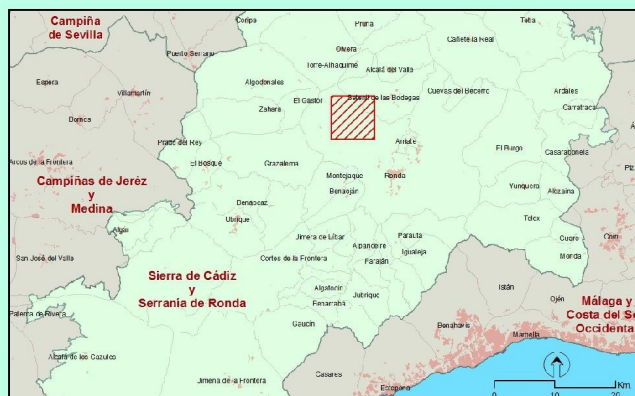 Campiña
de Sevilla
Coripe
Pruna
Teba
Olvera
Cañete la Real
Puerto Serrano
Torre-Alháquime
Alcalá del Valle
Espera
Villamartín
Algodonales
Setenil de las Bodegas
Cuevas del Becerro
Ardales
El Gastor
Zahara
Carratraca
Bornos
Prado del Rey
Arriate
El Burgo
Casarabonela
Arcos de la Frontera
El Bosque
Grazalema
Montejaque
Ronda
Campiñas de Jeréz
y
Medina
Benaoján
Yunquera
Alozaina
Benaocaz
Ubrique
Tolox
Algar
Jimera de Líbar
Alpandeire
Parauta
Igualeja
Guaro
Coín
Monda
San José del Valle
Cortes de la Frontera
Faraján
Sierra de Cádiz
y
Serranía de Ronda
Algatocín
Jubrique
Benarrabá
Istán
Ojén
Málaga y
Costa del So
Occidenta
Paterna de Rivera
Gaucín
Benahavís
Marbella
Alcalá de los Gazules
Jimena de la Frontera
Casares
Estepona
0 10 20
Km